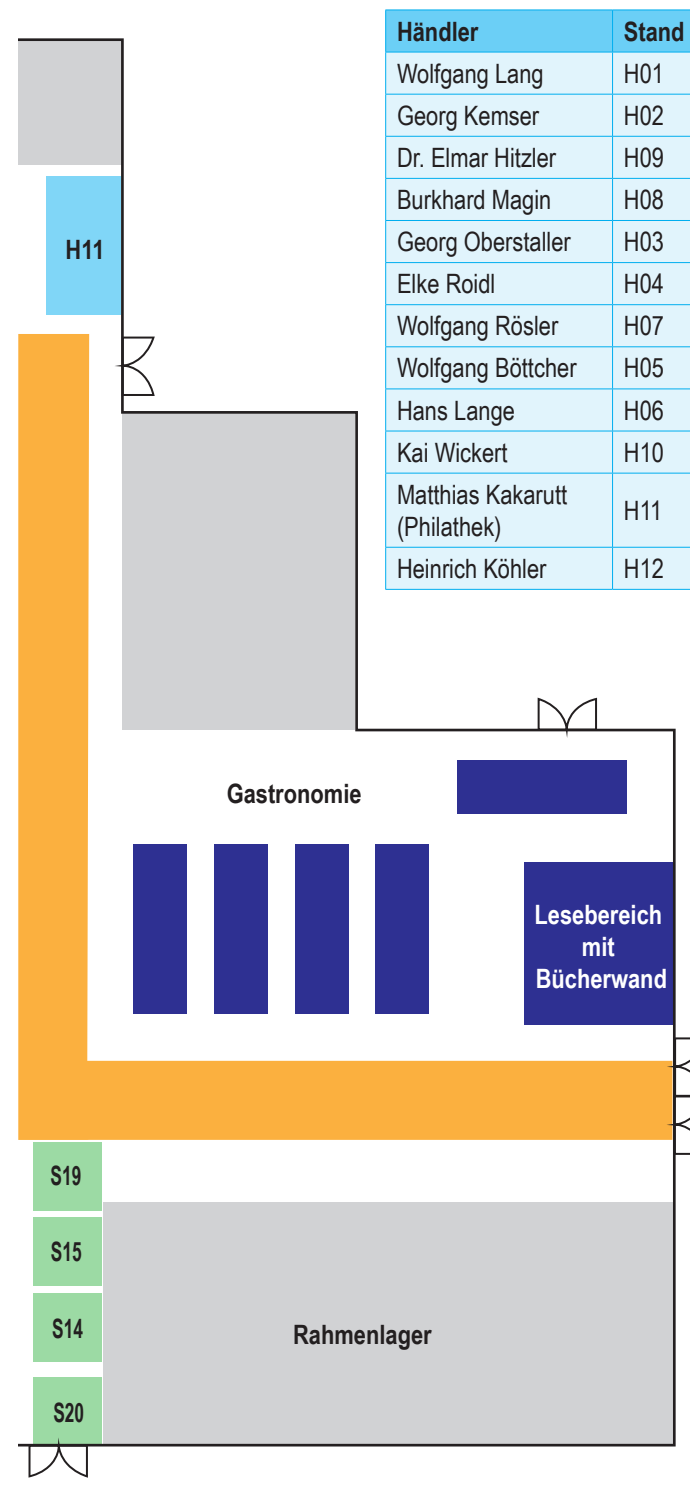 Händler Stand
Wolfgang Lang H01
Georg Kemser H02
Dr. Elmar Hitzler H09
Burkhard Magin H08
Georg Oberstaller H03
Elke Roidl H04
Wolfgang Rösler H07
Wolfgang Böttcher H05
Hans Lange H06
Kai Wickert H10
Matthias Kakarutt
(Philathek) H11
Heinrich Köhler H12
H11
Gastronomie
Lesebereich
mit
Bücherwand
S19
S15
S14
Rahmenlager
S20